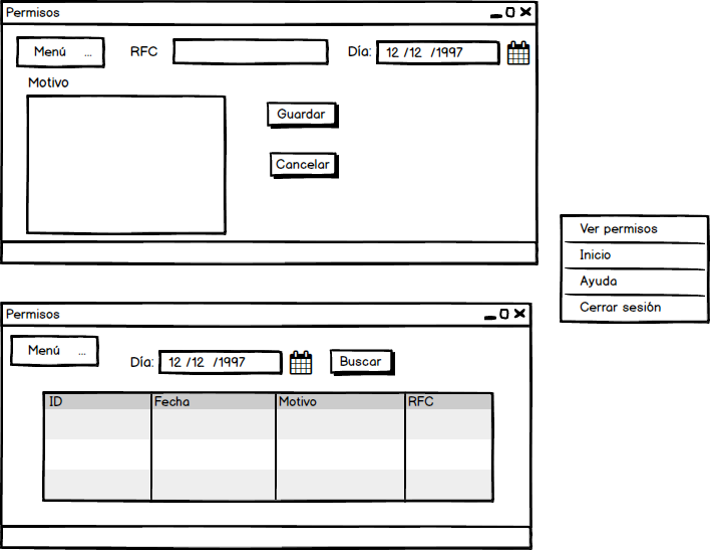 Permisos
Menú ... RFC Día: 12 /12 /1997
Motivo
Guardar
Cancelar
Ver permisos
Inicio
Ayuda
Cerrar sesión
Permisos
Menú ...
Día: 12 /12 /1997 Buscar
ID Fecha Motivo RFC